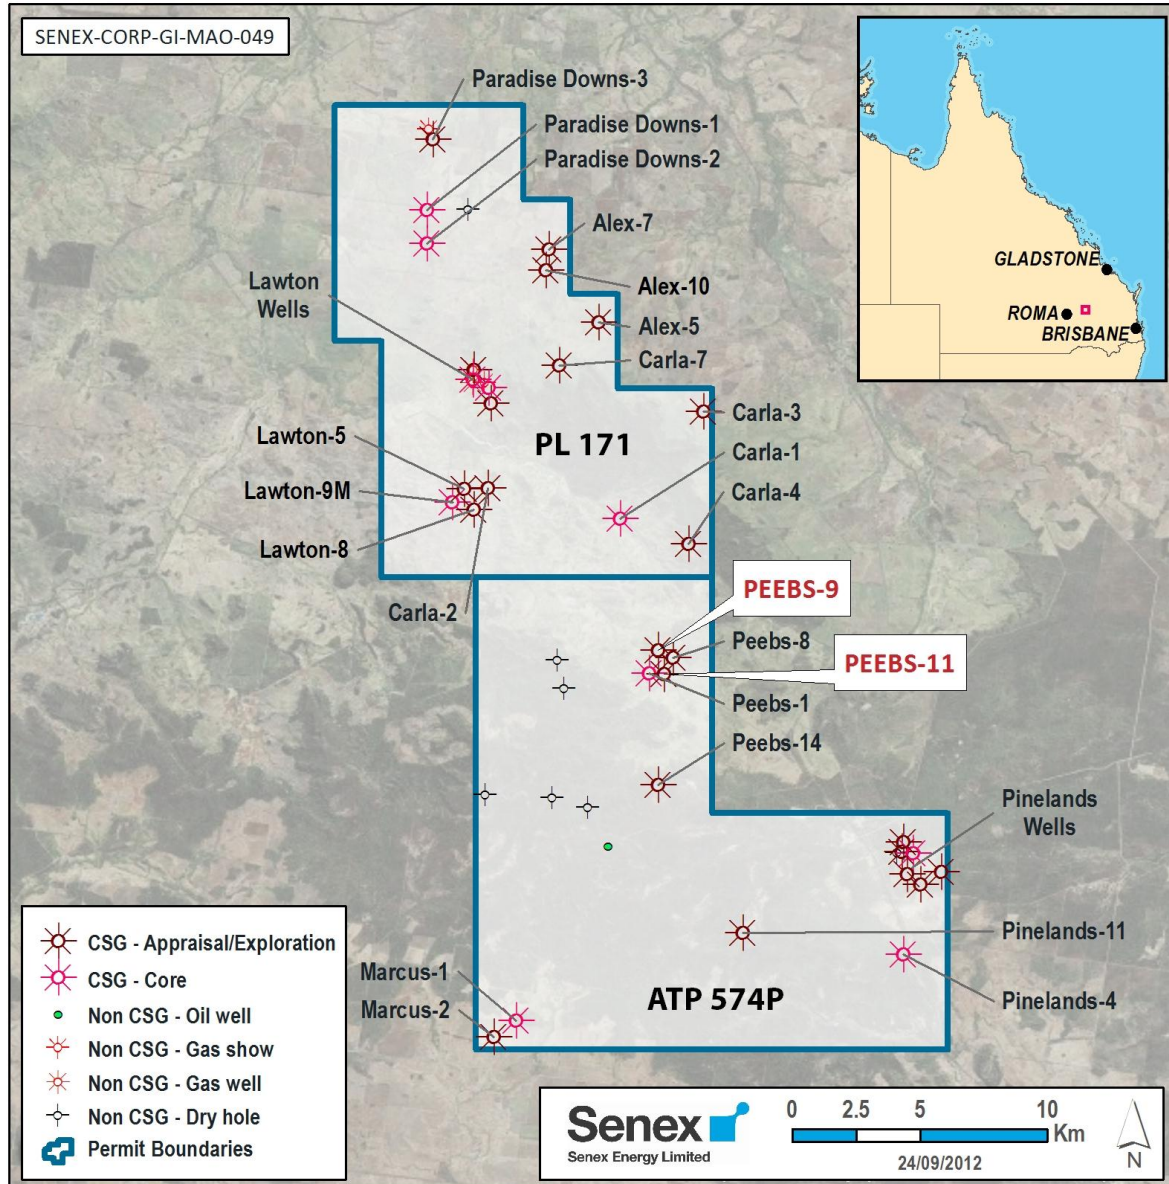 SENEX-CORP-GI-MAO-049
Paradise Downs-3
Paradise Downs-1
Paradise Downs-2
Alex-7
Lawton
Wells
Alex-10
Alex-5
Carla-7
Carla-3
Lawton-5
PL 171
Carla-1
Lawton-9M
Carla-4
Lawton-8
Carla-2
PEEBS-9
Peebs-8
PEEBS-11
Peebs-1
Peebs-14
Pinelands
Wells
Pinelands-11
Marcus-1
Marcus-2
ATP 574P
Pinelands-4
GLADSTONE
ROMA
BRISBANE
CSG - Appraisal/Exploration
CSG - Core
Non CSG - Oil well
Non CSG - Gas show
Non CSG - Gas well
Non CSG - Dry hole
Permit Boundaries
Senex
Senex Energy Limited
0 2.5 5 10
Km
24/09/2012
N